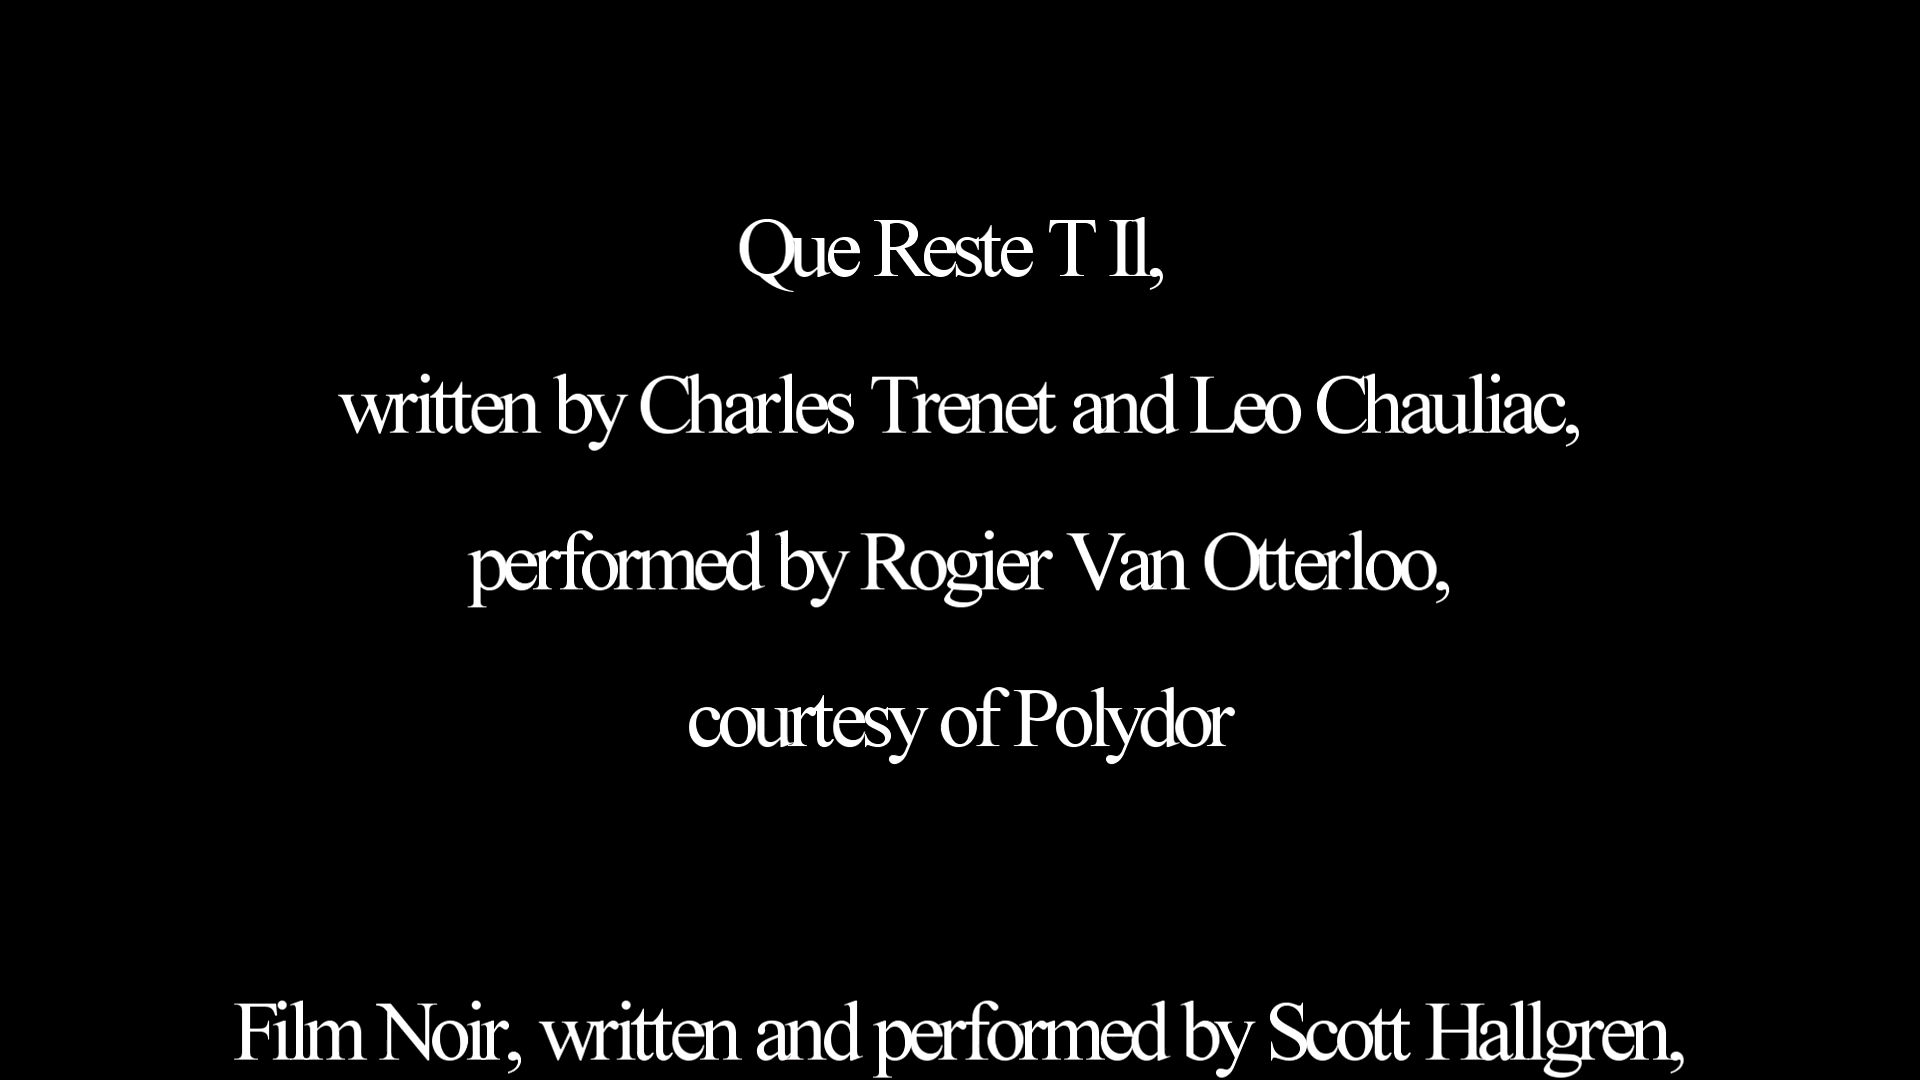 Que Reste T Il,
written by Charles Trenet and Leo Chauliac,
performed by Rogier Van Otterloo,
courtesy of Polydor
Film Noir, written and performed by Scott Hallgren,